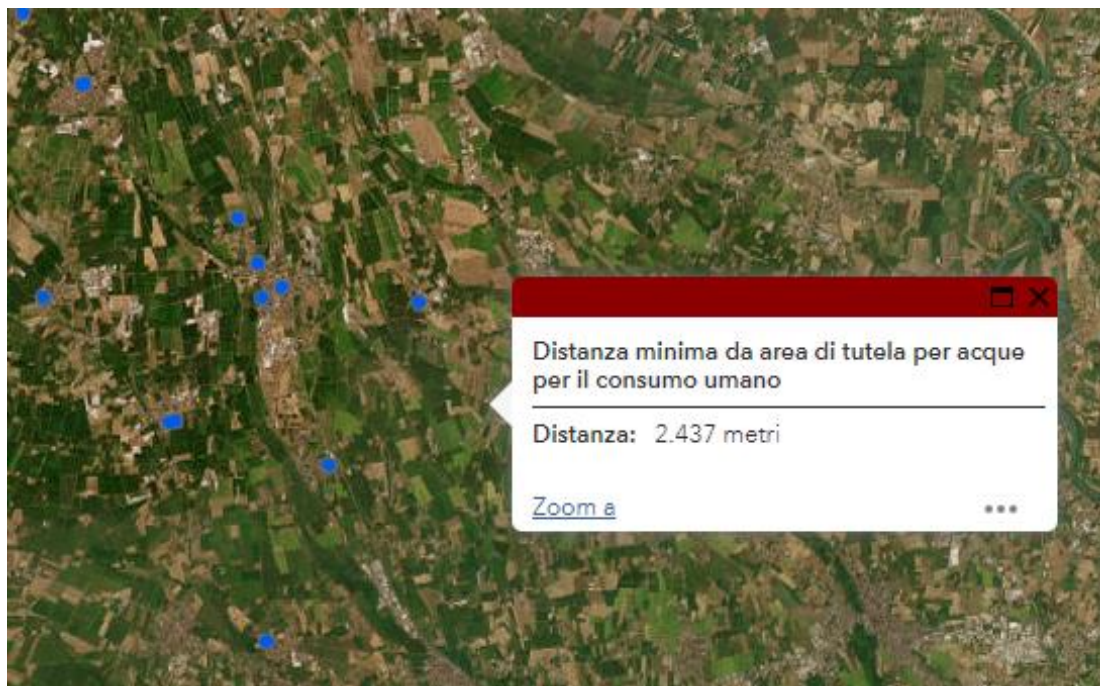 Distanza minima da area di tutela per acque
per il consumo umano
Distanza: 2.437 metri
Zoom a